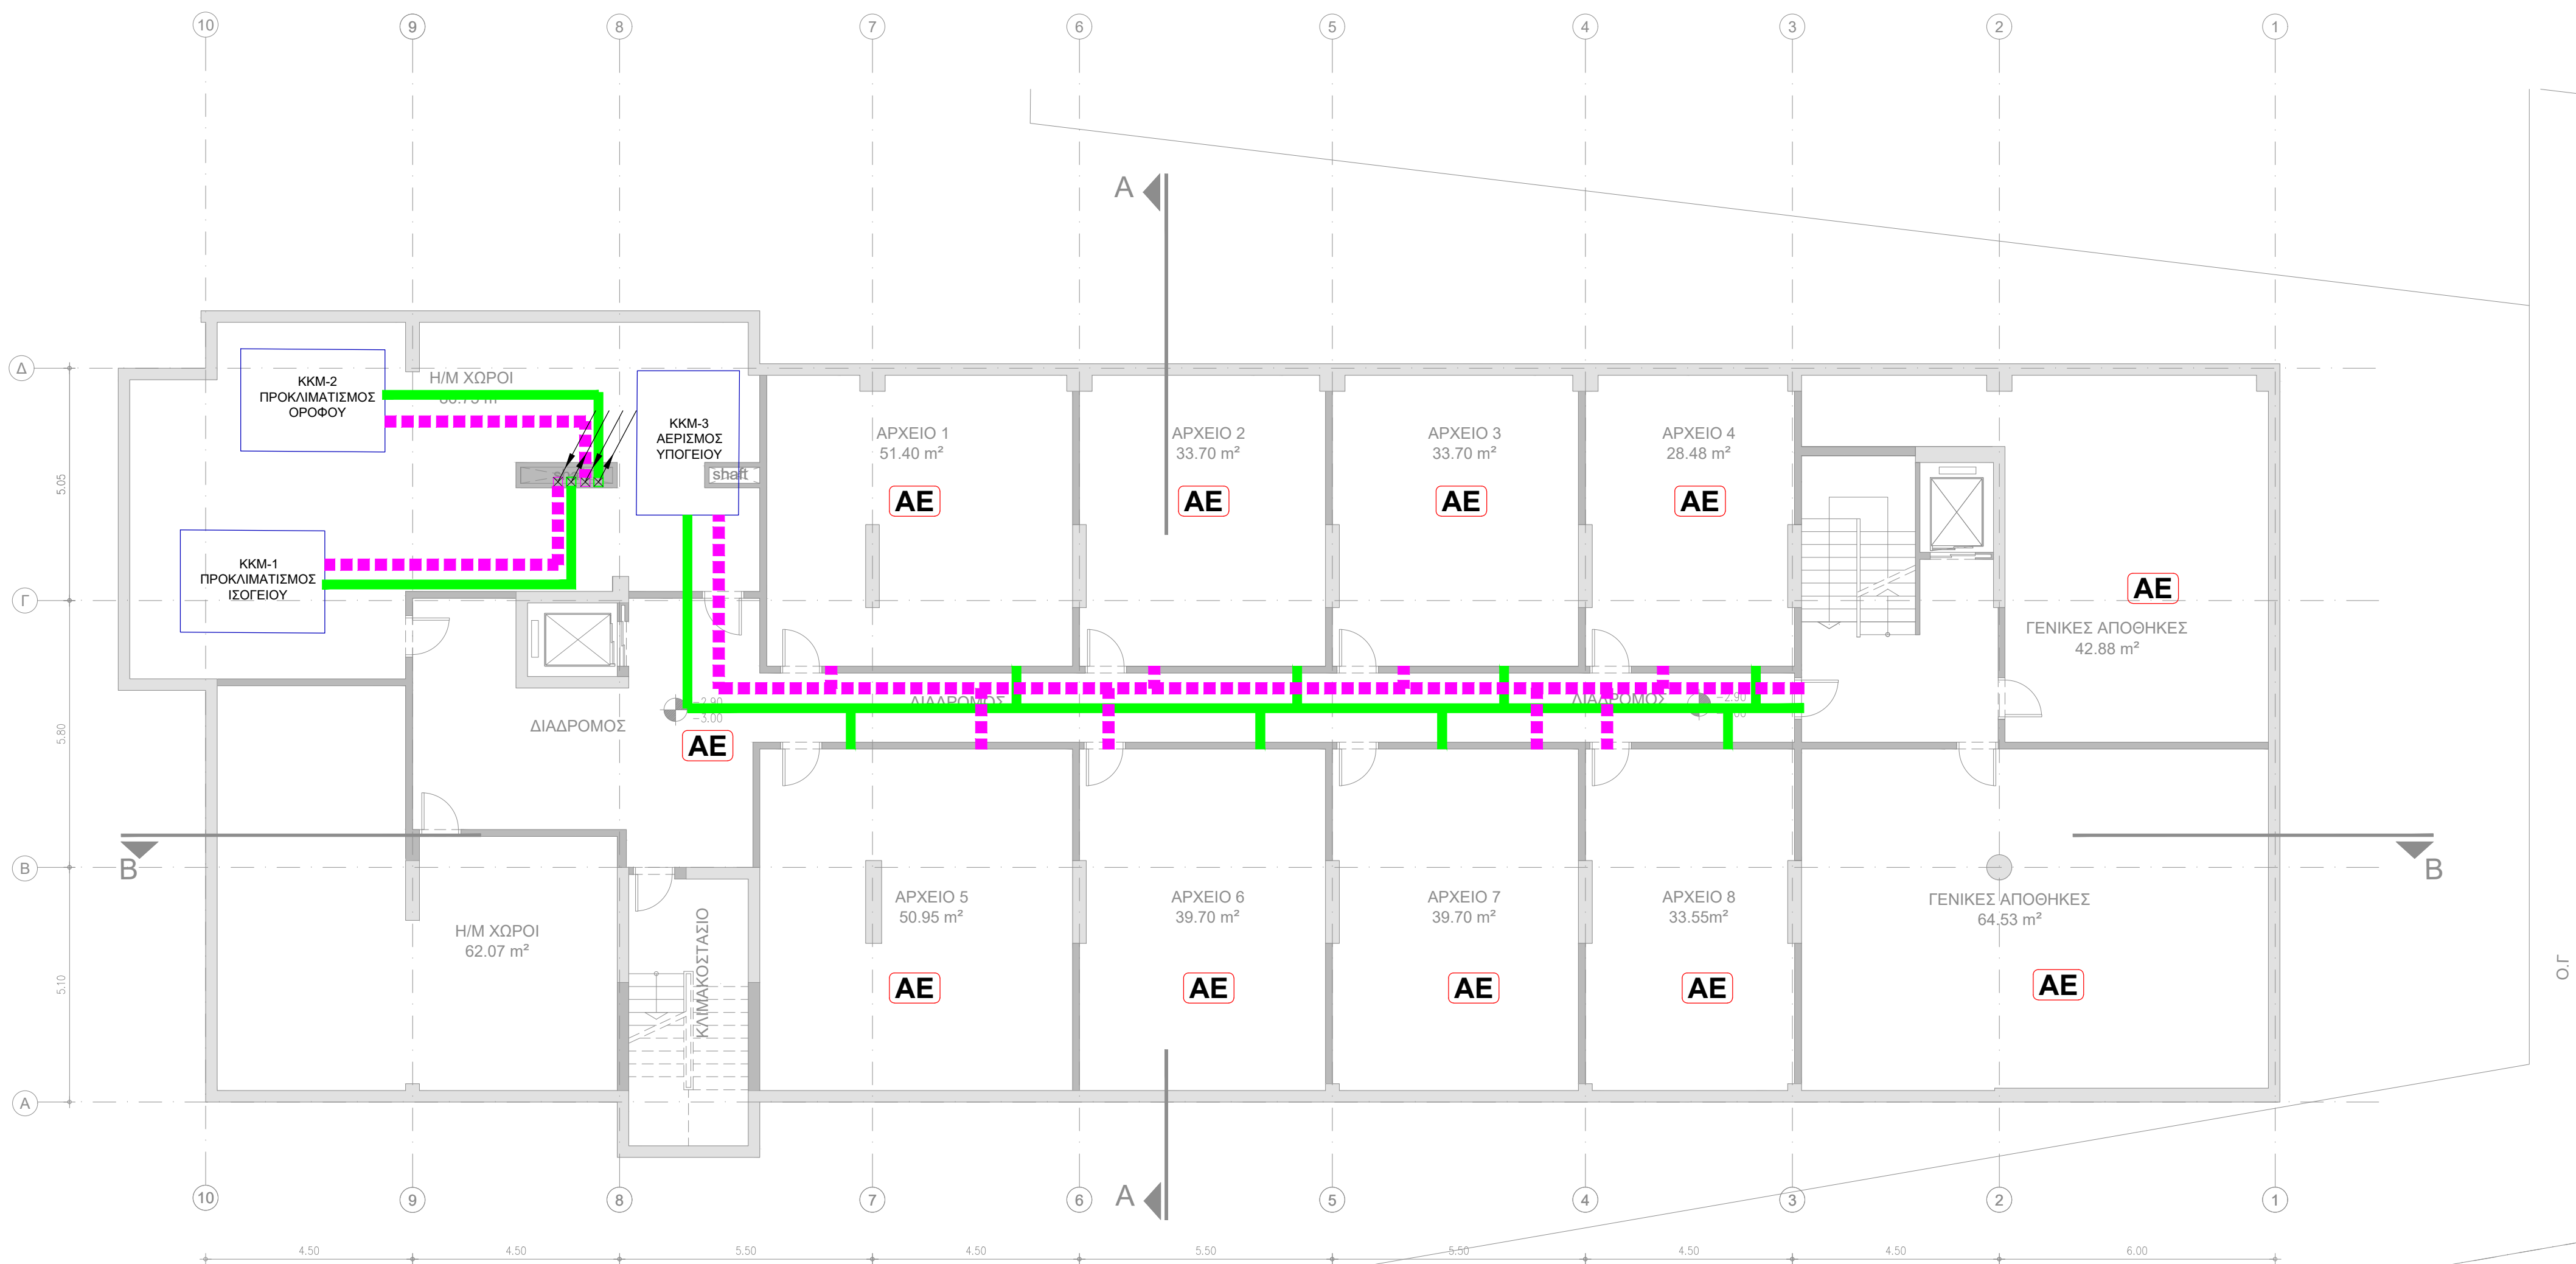 10 9 8 7 6 5 4 3 2 1
A
Δ
Η/Μ ΧΩΡΟΙ
ΚΚΜ-2
ΠΡΟΚΛΙΜΑΤΙΣΜΟΣ
ΟΡΟΦΟΥ
ΚΚΜ-3
ΑΕΡΙΣΜΟΣ
ΥΠΟΓΕΙΟΥ
shaft
ΑΡΧΕΙΟ 1
51.40 m²
AE
ΑΡΧΕΙΟ 2
33.70 m²
AE
ΑΡΧΕΙΟ 3
33.70 m²
AE
ΑΡΧΕΙΟ 4
28.48 m²
AE
5.05
ΚΚΜ-1
ΠΡΟΚΛΙΜΑΤΙΣΜΟΣ
ΙΣΟΓΕΙΟΥ
Γ
AE
ΓΕΝΙΚΕΣ ΑΠΟΘΗΚΕΣ
42.88 m²
5.80
ΔΙΑΔΡΟΜΟΣ
-2.90
-3.00
AE
ΔΙΑΔΡΟΜΟΣ
ΔΙΑΔΡΟΜΟΣ
-2.90
B
B
B
ΑΡΧΕΙΟ 5
50.95 m²
AE
ΑΡΧΕΙΟ 6
39.70 m²
AE
ΑΡΧΕΙΟ 7
39.70 m²
AE
ΑΡΧΕΙΟ 8
33.55m²
AE
ΓΕΝΙΚΕΣ ΑΠΟΘΗΚΕΣ
64.53 m²
AE
Η/Μ ΧΩΡΟΙ
62.07 m²
ΚΛΙΜΑΚΟΣΤΑΣΙΟ
5.10
Ο.Γ
A
A
10 9 8 7 6 5 4 3 2 1
4.50 4.50 5.50 4.50 5.50 5.50 4.50 4.50 6.00